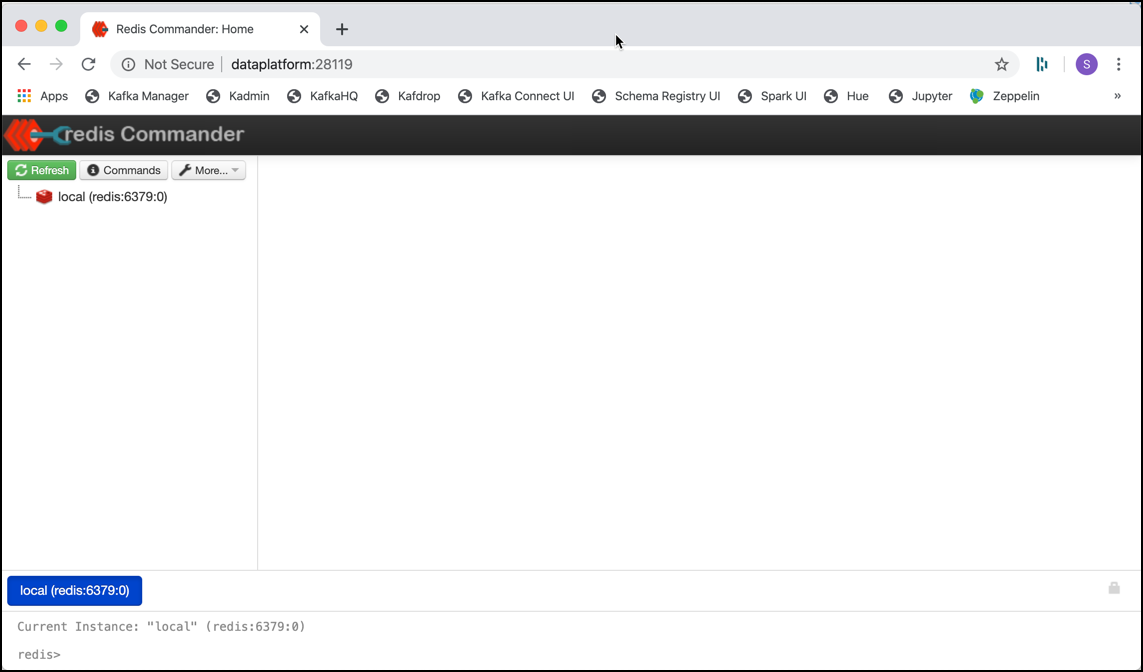 Redis Commander: Home
Not Secure dataplatform:28119 S
Apps Kafka Manager Kadmin KafkaHQ Kafdrop Kafka Connect UI Schema Registry UI Spark UI Hue Jupyter Zeppelin »
redis Commander
Refresh Commands More...
local (redis:6379:0)
local (redis:6379:0)
Current Instance: "local" (redis:6379:0)
redis>